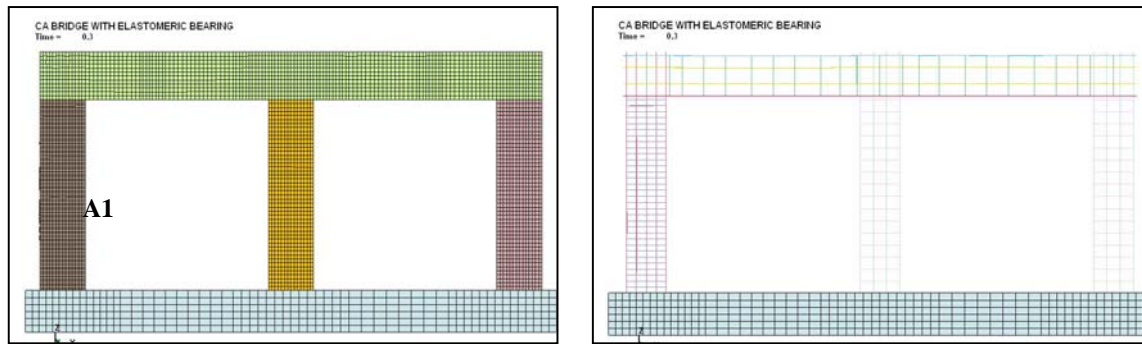 CA BRIDGE WITH ELASTOMERIC BEARING
Time = 0.3
A1
Z
CA BRIDGE WITH ELASTOMERIC BEARING
Time = 0.3
Z